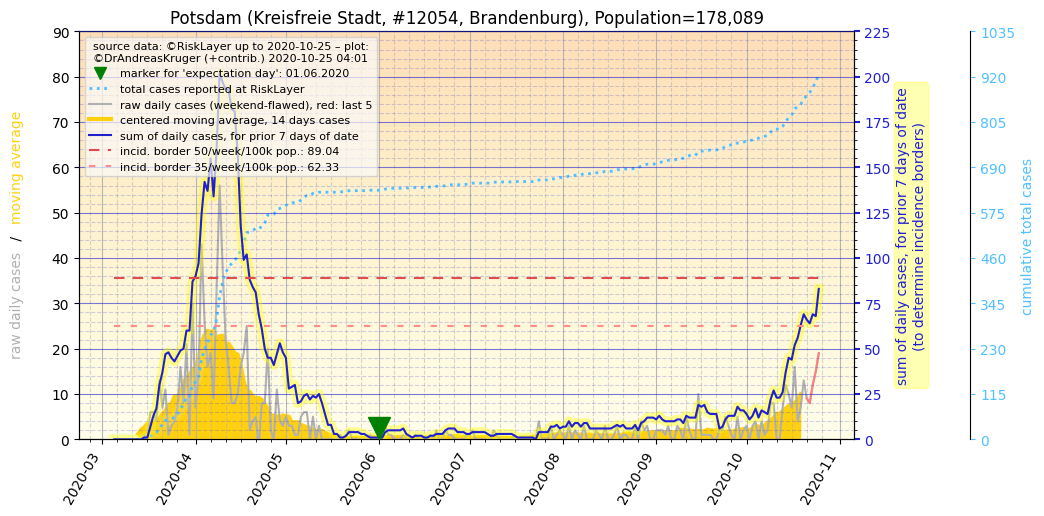 Potsdam (Kreisfreie Stadt, #12054, Brandenburg), Population=178,089
source data: ©RiskLayer up to 2020-10-25 – plot:
©DrAndreasKruger (+contrib.) 2020-10-25 04:01
marker for 'expectation day': 01.06.2020
total cases reported at RiskLayer
raw daily cases (weekend-flawed), red: last 5
centered moving average, 14 days cases
sum of daily cases, for prior 7 days of date
incid. border 50/week/100k pop.: 89.04
incid. border 35/week/100k pop.: 62.33
raw daily cases / moving average
90
80
70
60
50
40
30
20
10
0
2020-03
2020-04
2020-05
2020-06
2020-07
2020-08
2020-09
2020-10
2020-11
225
200
175
150
125
100
75
50
25
0
sum of daily cases, for prior 7 days of date
(to determine incidence borders)
1035
920
805
690
575
460
345
230
115
0
cumulative total cases